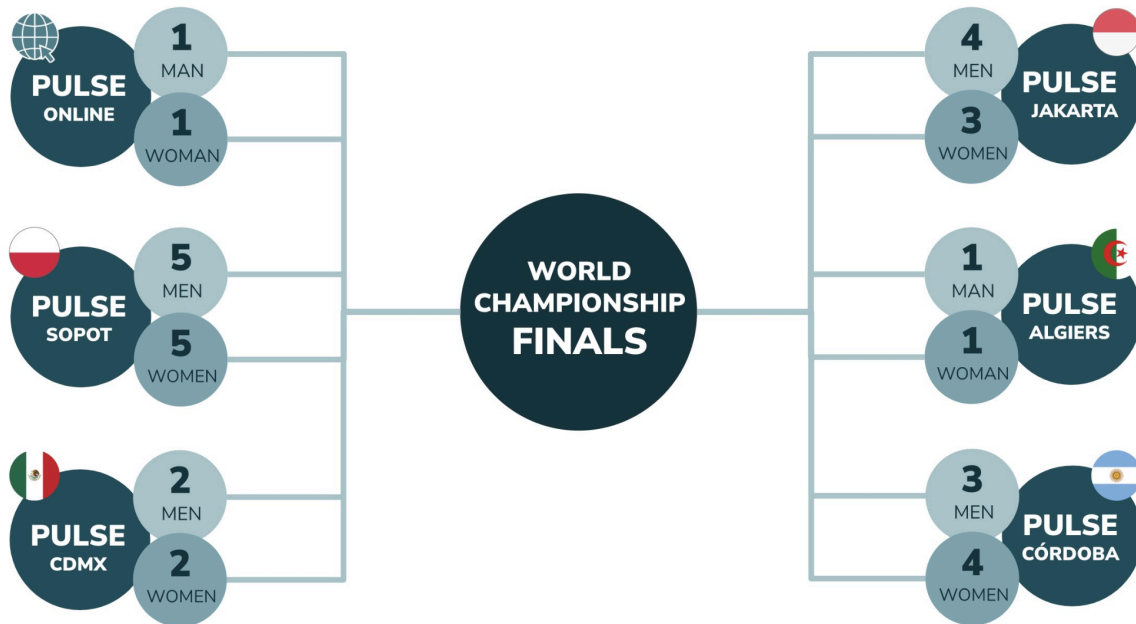 PULSE
ONLINE
1
MAN
1
WOMAN
PULSE
SOPOT
5
MEN
5
WOMEN
PULSE
CDMX
2
MEN
2
WOMEN
WORLD
CHAMPIONSHIP
FINALS
4
MEN
3
WOMEN
PULSE
JAKARTA
1
MAN
1
WOMAN
PULSE
ALGIERS
3
MEN
4
WOMEN
PULSE
CÓRDOBA